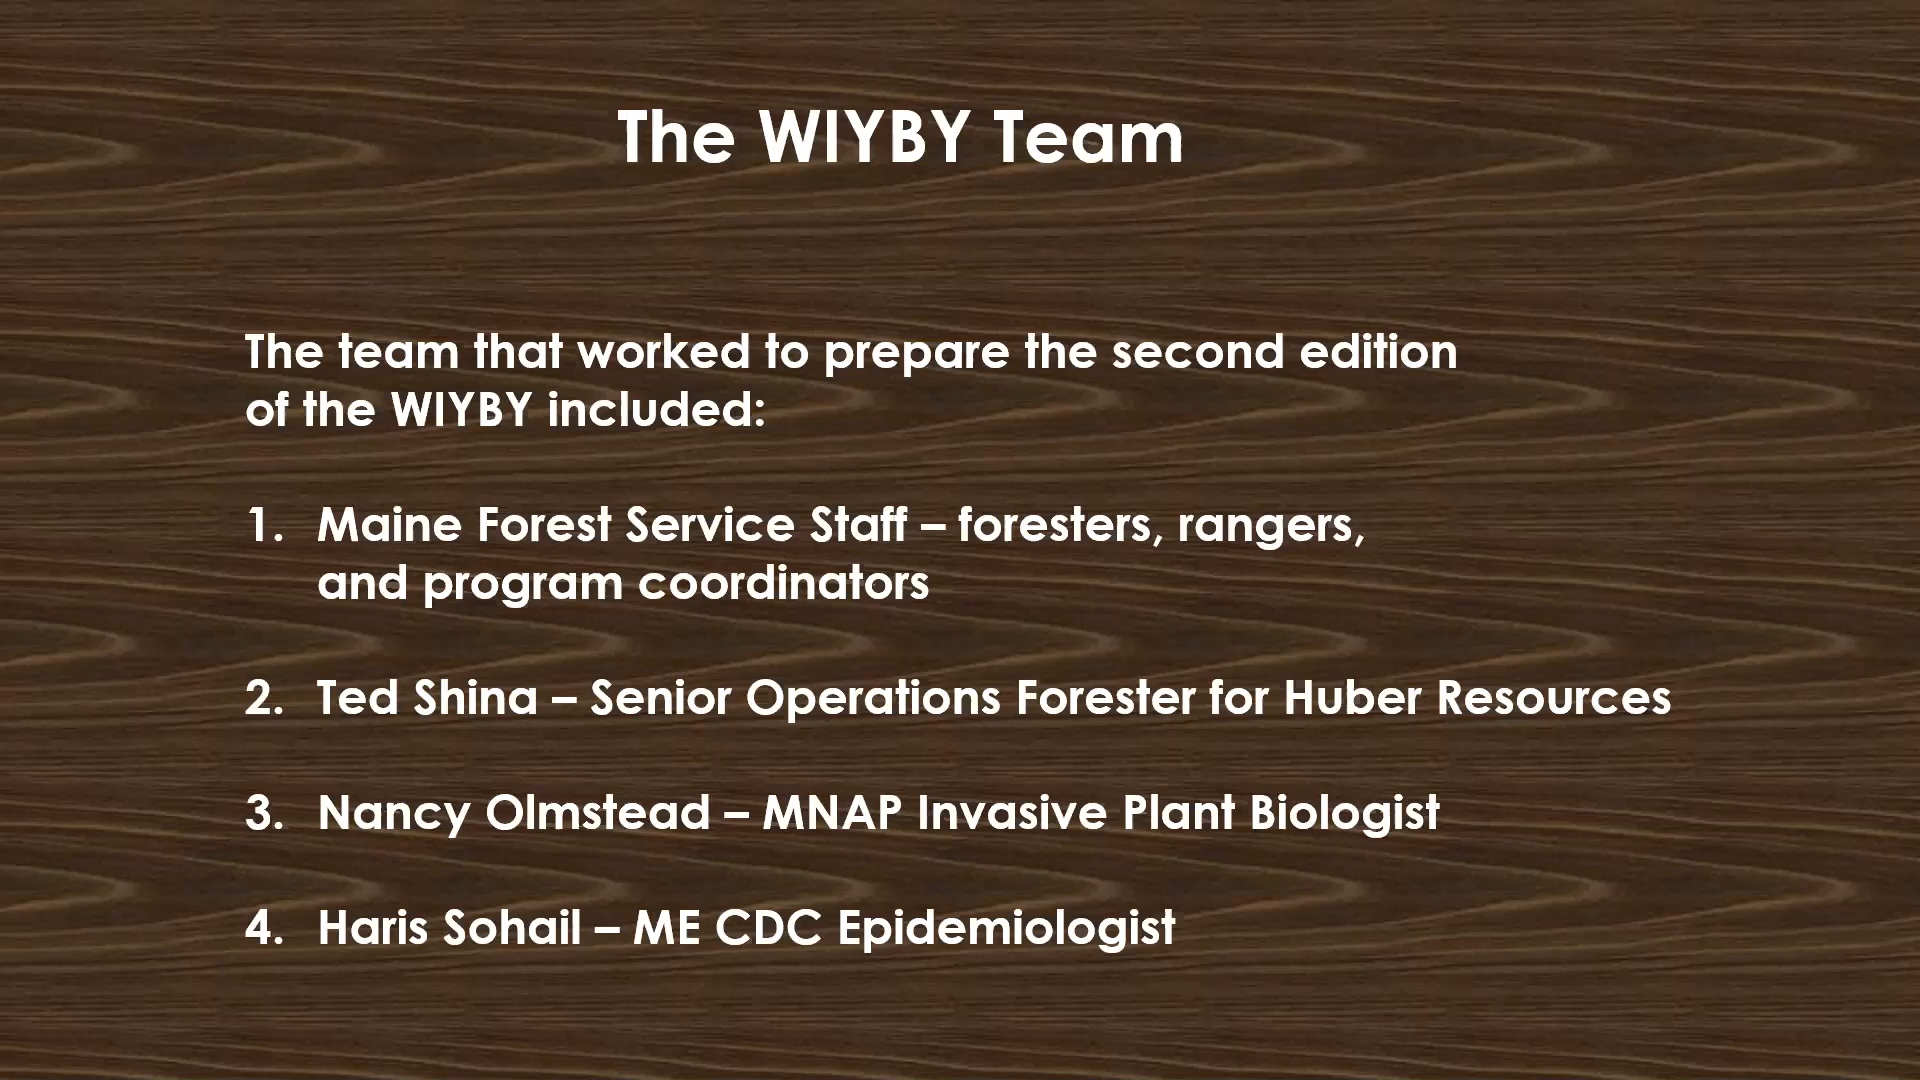 The WIYBY Team
The team that worked to prepare the second edition
of the WIYBY included:
1. Maine Forest Service Staff – foresters, rangers,
and program coordinators
2. Ted Shina – Senior Operations Forester for Huber Resources
3. Nancy Olmstead – MNAP Invasive Plant Biologist
4. Haris Sohail – ME CDC Epidemiologist